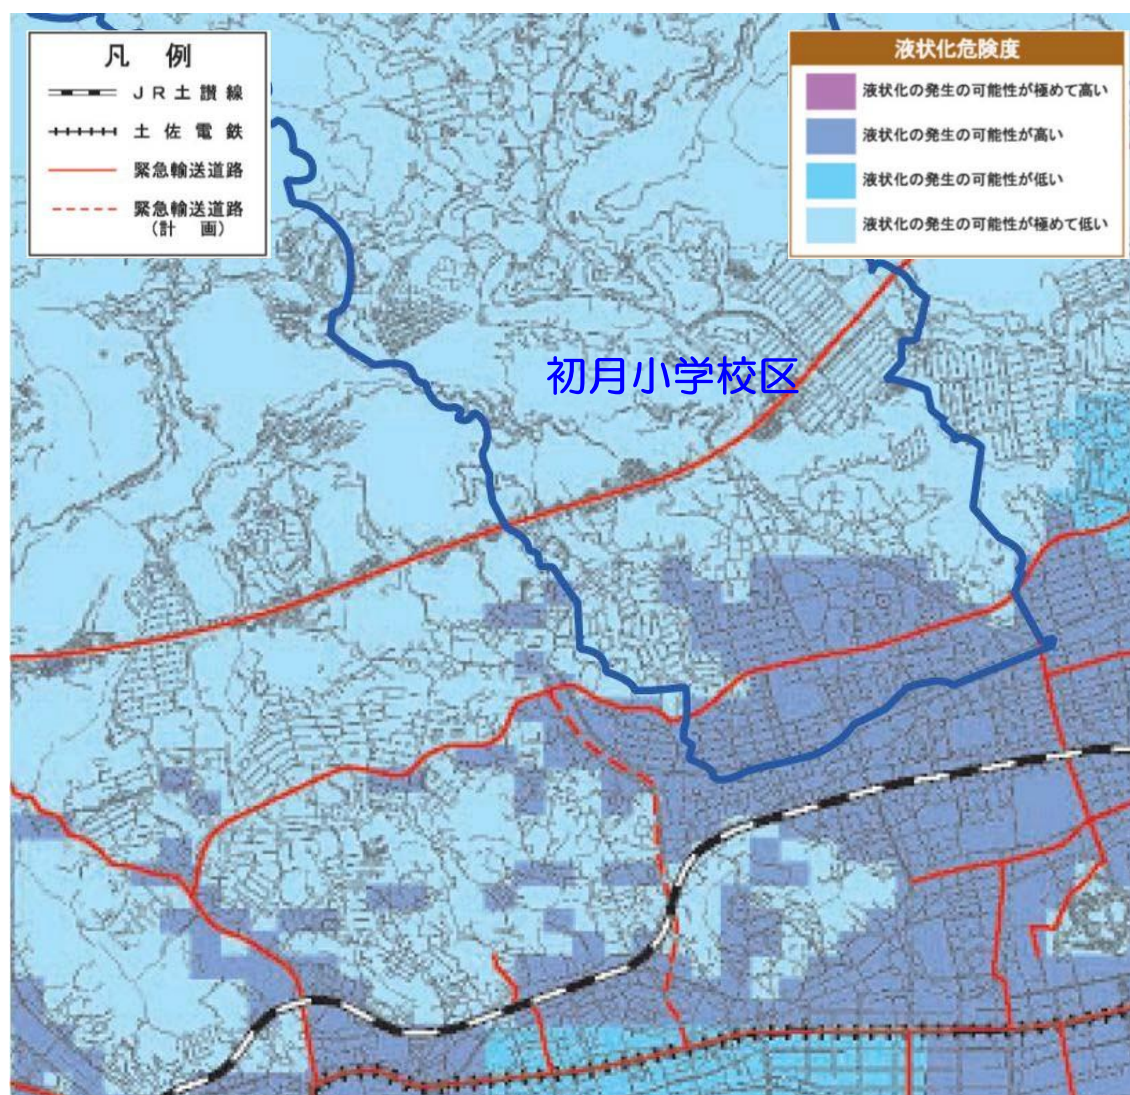 凡 例
JR土讃線
土佐電鉄
緊急輸送道路
緊急輸送道路
(計 画)
液状化危険度
液状化の発生の可能性が極めて高い
液状化の発生の可能性が高い
液状化の発生の可能性が低い
液状化の発生の可能性が極めて低い
初月小学校区